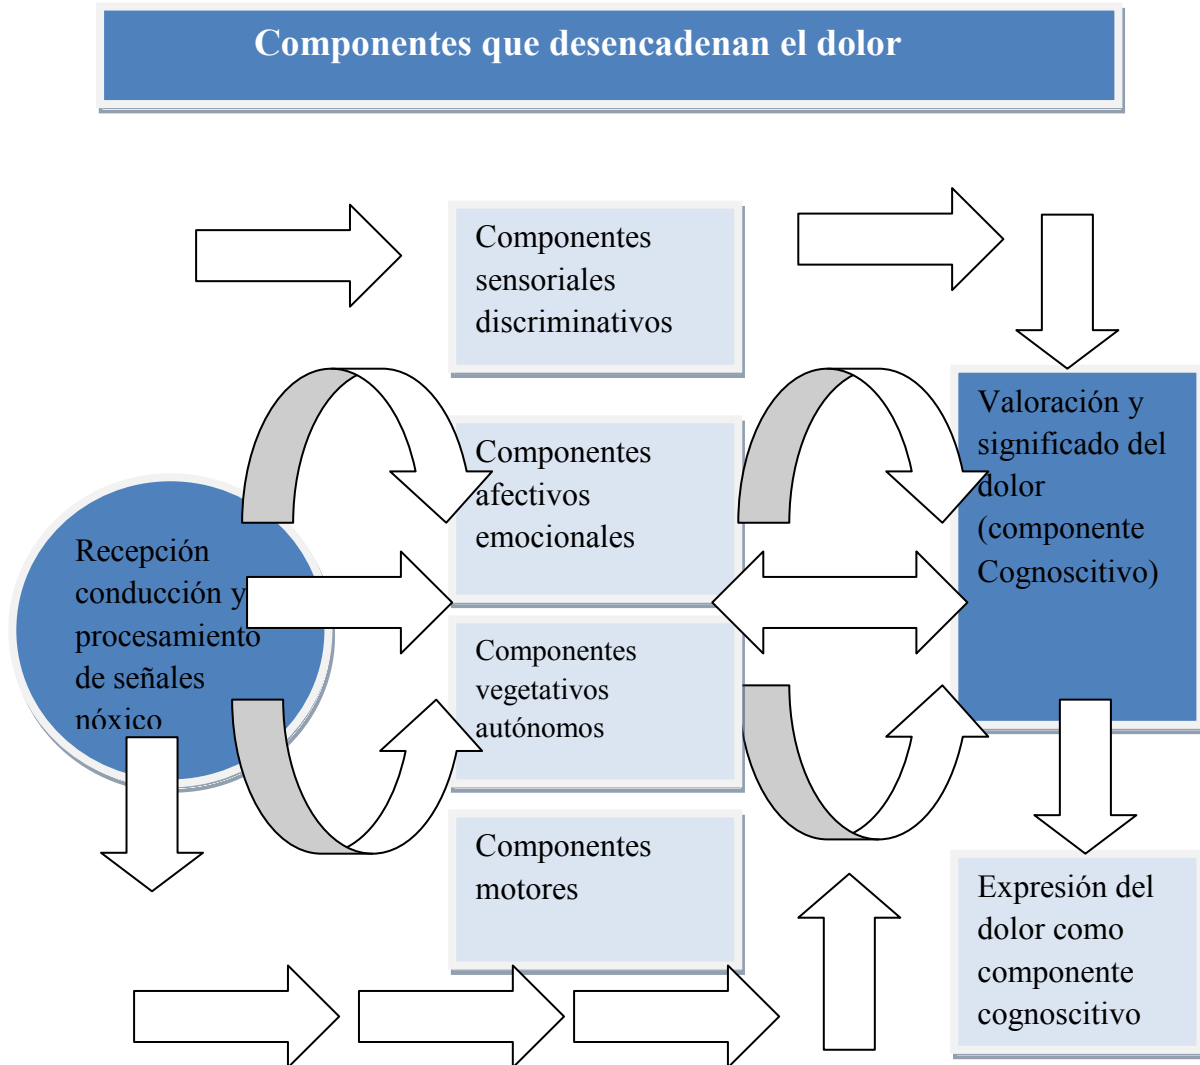 Componentes que desencadenan el dolor
Componentes
sensoriales
discriminativos
Componentes
afectivos
emocionales
Valoración y
significado del
dolor
(componente
Cognoscitivo)
Recepción
conducción y
procesamiento
de señales
nóxico
Componentes
vegetativos
autónomos
Componentes
motores
Expresión del
dolor como
componente
cognoscitivo